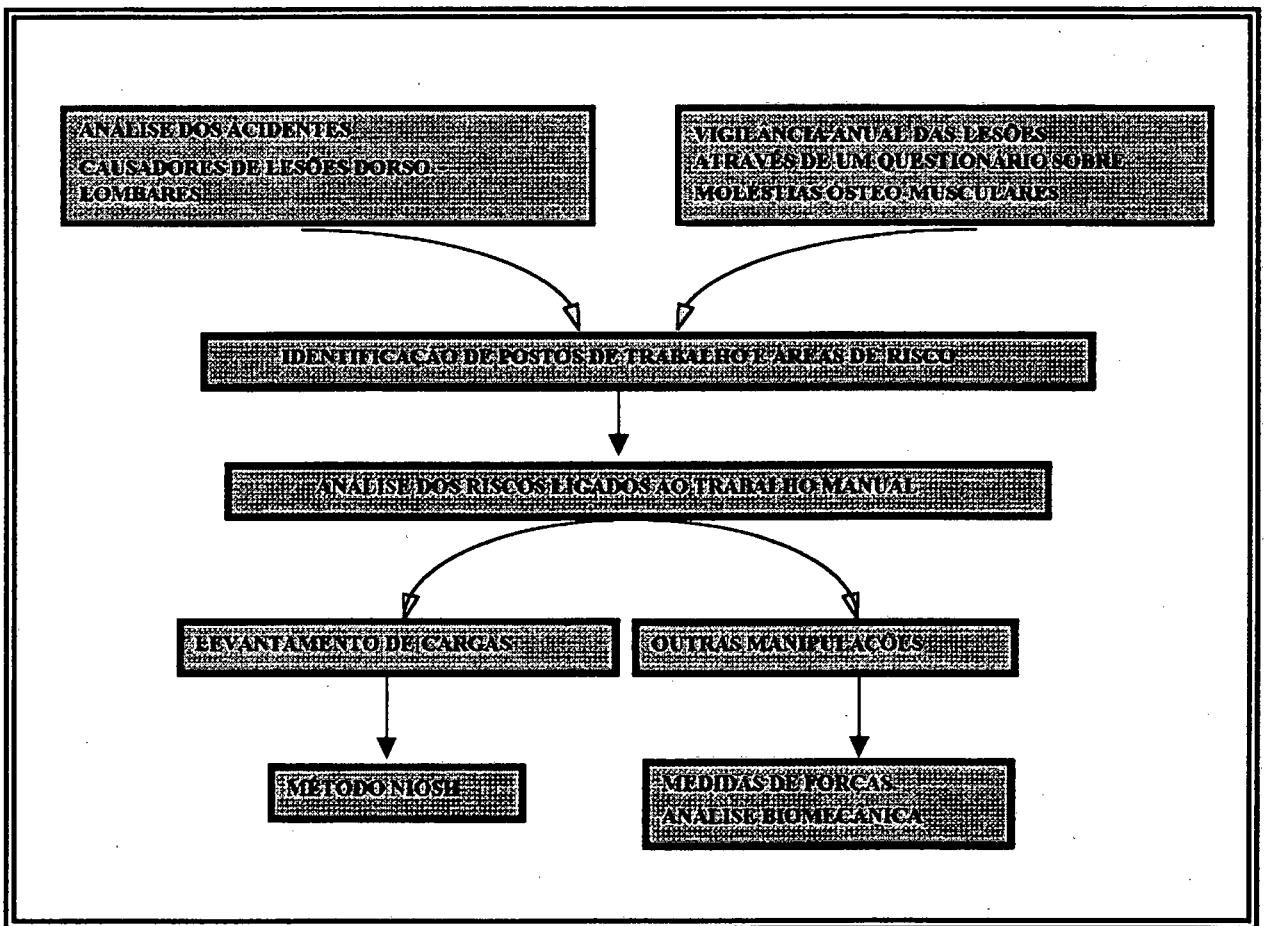 ANÁLISE DOS ACIDENTES
CAUSADORES DE LESÕES DORSO-
LOMBARES
VIGILÂNCIA ANUAL DAS LESÕES
ATRAVÉS DE UM QUESTIONÁRIO SOBRE
MOLÉSTIAS ÓSTEO-MUSCULARES
IDENTIFICAÇÃO DE POSTOS DE TRABALHO E ÁREAS DE RISCO
ANÁLISE DOS RISCOS LIGADOS AO TRABALHO MANUAL
LEVANTAMENTO DE CARGAS
OUTRAS MANIPULAÇÕES
MÉTODO NIOSH
MEDIDAS DE FORÇAS
ANÁLISE BIOMECÂNICA